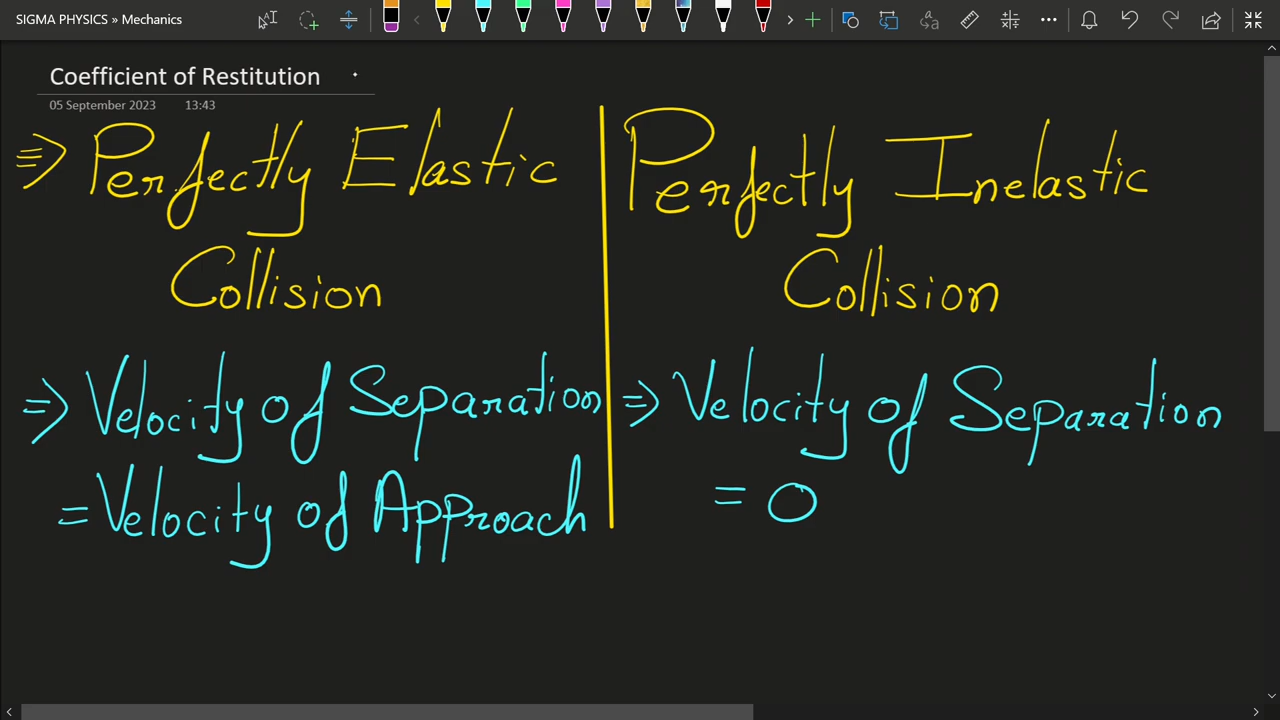 SIGMA PHYSICS » Mechanics
Coefficient of Restitution
05 September 2023 13:43
⇒ Perfectly Elastic
Collision
⇒ Velocity of Separation
= Velocity of Approach
Perfectly Inelastic
Collision
⇒ Velocity of Separation
= 0